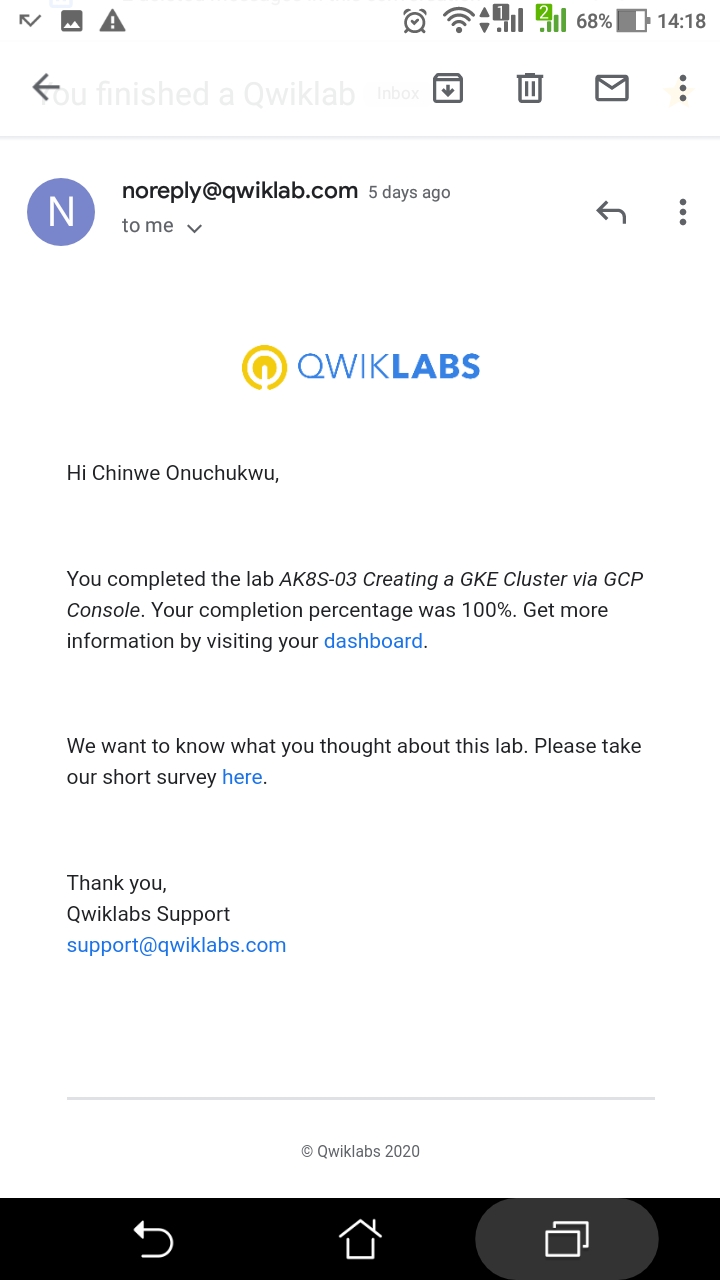 1 2 68% 14:18
You finished a Qwiklab Inbox
N
noreply@qwiklab.com 5 days ago
to me
QWIKLABS
Hi Chinwe Onuchukwu,
You completed the lab AK8S-03 Creating a GKE Cluster via GCP
Console. Your completion percentage was 100%. Get more
information by visiting your dashboard.
We want to know what you thought about this lab. Please take
our short survey here.
Thank you,
Qwiklabs Support
support@qwiklabs.com
© Qwiklabs 2020